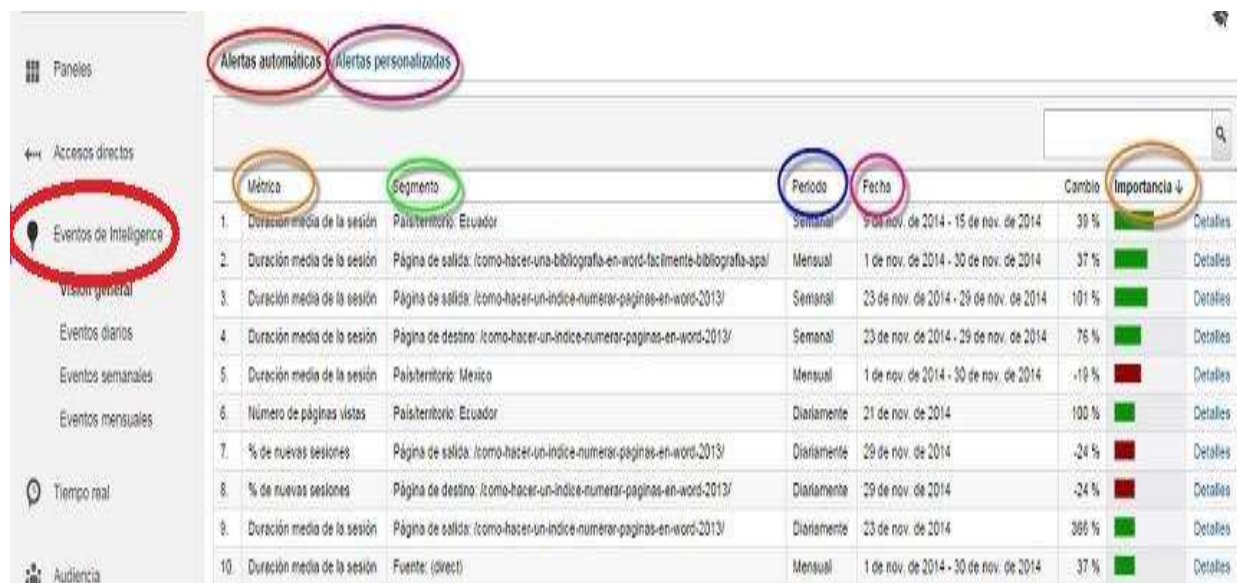 Paneles
Accesos directos
Eventos de Intelligence
Visión general
Eventos diarios
Eventos semanales
Eventos mensuales
Tiempo real
Audiencia
Alertas automáticas Alertas personalizadas
Métrica Segmento Periodo Fecha Cambio Importancia ↓
1. Duración media de la sesión País/territorio: Ecuador Semanal 9 de nov. de 2014 - 15 de nov. de 2014 39 % Detalles
2. Duración media de la sesión Página de salida: /como-hacer-una-bibliografia-en-word-facilmente-bibliografia-apa/ Mensual 1 de nov. de 2014 - 30 de nov. de 2014 37 % Detalles
3. Duración media de la sesión Página de salida: /como-hacer-un-indice-numerar-paginas-en-word-2013/ Semanal 23 de nov. de 2014 - 29 de nov. de 2014 101 % Detalles
4. Duración media de la sesión Página de destino: /como-hacer-un-indice-numerar-paginas-en-word-2013/ Semanal 23 de nov. de 2014 - 29 de nov. de 2014 76 % Detalles
5. Duración media de la sesión País/territorio: Mexico Mensual 1 de nov. de 2014 - 30 de nov. de 2014 -19 % Detalles
6. Número de páginas vistas País/territorio: Ecuador Diariamente 21 de nov. de 2014 100 % Detalles
7. % de nuevas sesiones Página de salida: /como-hacer-un-indice-numerar-paginas-en-word-2013/ Diariamente 29 de nov. de 2014 -24 % Detalles
8. % de nuevas sesiones Página de destino: /como-hacer-un-indice-numerar-paginas-en-word-2013/ Diariamente 29 de nov. de 2014 -24 % Detalles
9. Duración media de la sesión Página de salida: /como-hacer-un-indice-numerar-paginas-en-word-2013/ Diariamente 23 de nov. de 2014 366 % Detalles
10. Duración media de la sesión Fuente: (direct) Mensual 1 de nov. de 2014 - 30 de nov. de 2014 37 % Detalles